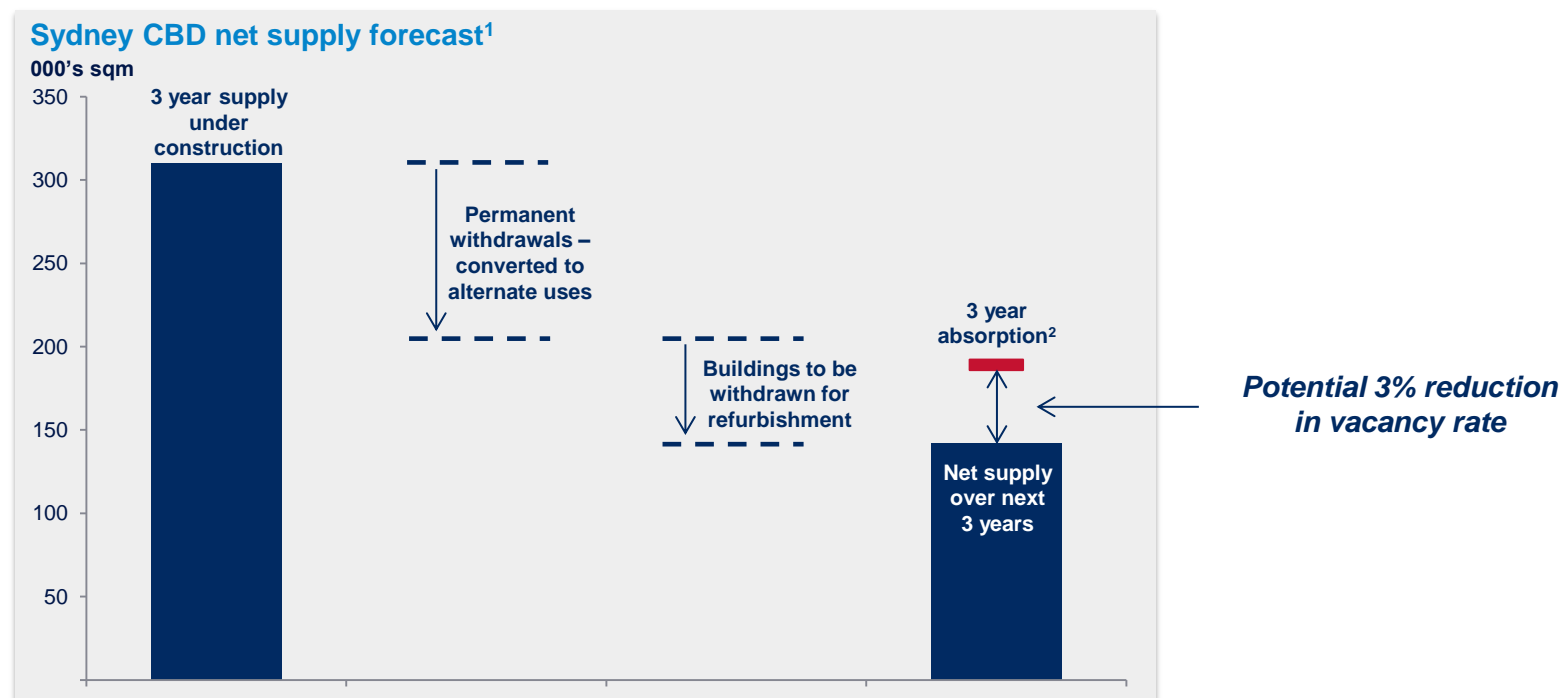 Sydney CBD net supply forecast¹
000's sqm
350
300
250
200
150
100
50
3 year supply
under
construction
Permanent
withdrawals –
converted to
alternate uses
Buildings to be
withdrawn for
refurbishment
3 year
absorption²
Net supply
over next
3 years
Potential 3% reduction
in vacancy rate